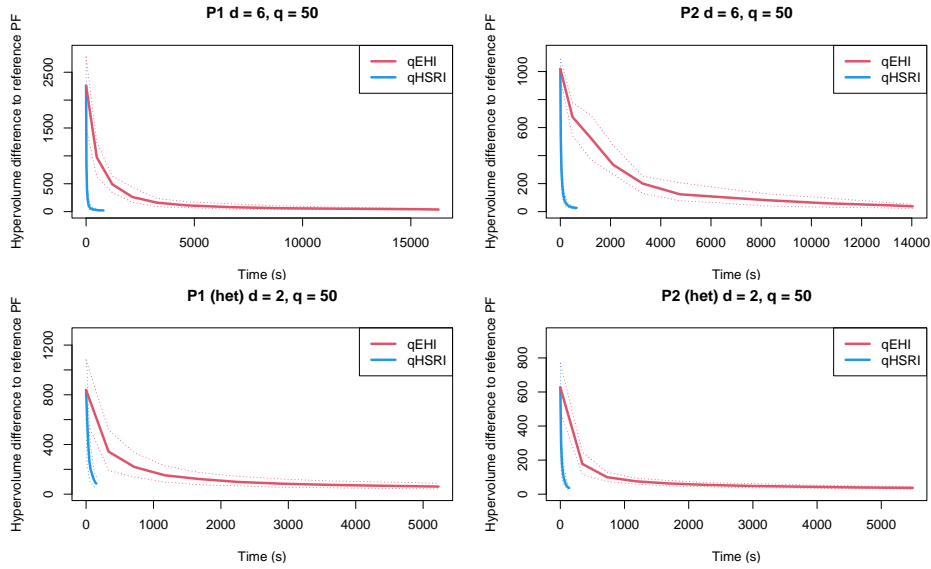 P1 d = 6, q = 50
Hypervolume difference to reference PF
0 500 1500 2500
qEHI
qHSRI
0 5000 10000 15000
Time (s)
P2 d = 6, q = 50
Hypervolume difference to reference PF
0 200 600 1000
qEHI
qHSRI
0 2000 4000 6000 8000 10000 12000 14000
Time (s)
P1 (het) d = 2, q = 50
Hypervolume difference to reference PF
0 400 800 1200
qEHI
qHSRI
0 1000 2000 3000 4000 5000
Time (s)
P2 (het) d = 2, q = 50
Hypervolume difference to reference PF
0 200 400 600 800
qEHI
qHSRI
0 1000 2000 3000 4000 5000
Time (s)